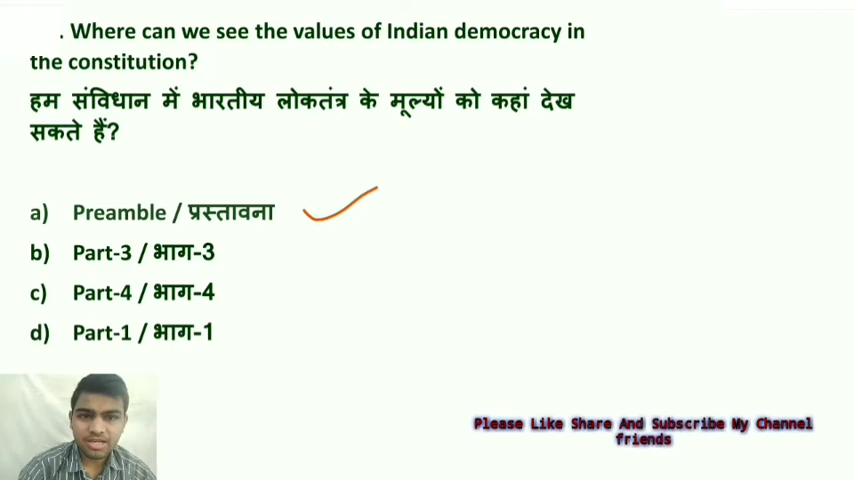 . Where can we see the values of Indian democracy in
the constitution?
हम संविधान में भारतीय लोकतंत्र के मूल्यों को कहां देख
सकते हैं?
a) Preamble / प्रस्तावना
b) Part-3 / भाग-3
c) Part-4 / भाग-4
d) Part-1 / भाग-1
Please Like Share And Subscribe My Channel
friends